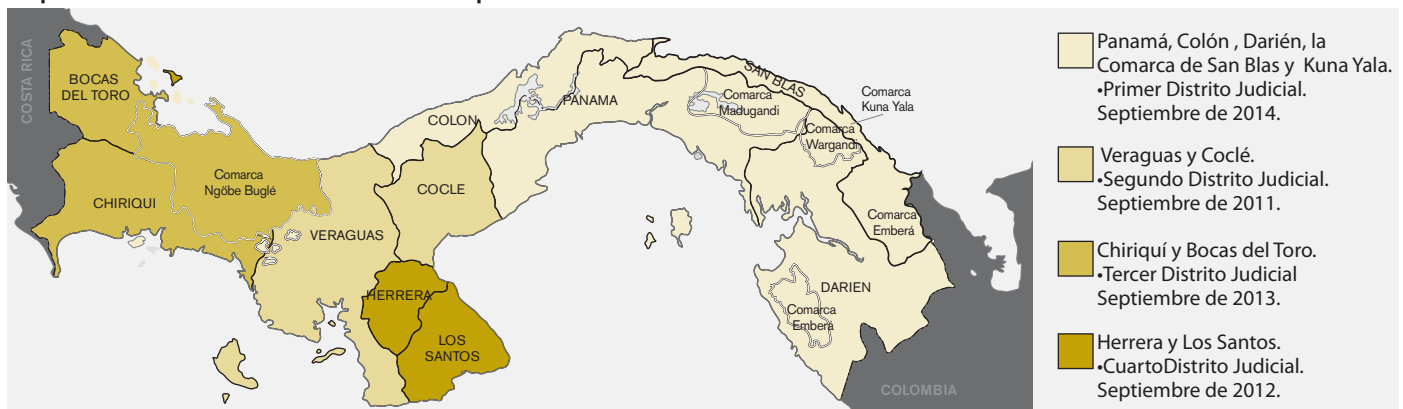 COSTA RICA
BOCAS
DEL TORO
CHIRIQUI
Comarca
Ngöbe Buglé
VERAGUAS
COCLE
COLON
PANAMA
HERRERA
LOS
SANTOS
SAN BLAS
Comarca
Madugandi
Comarca
Kuna Yala
Comarca
Wargandi
Comarca
Emberá
DARIEN
Comarca
Emberá
COLOMBIA
Panamá, Colón , Darién, la
Comarca de San Blas y Kuna Yala.
•Primer Distrito Judicial.
Septiembre de 2014.
Veraguas y Coclé.
•Segundo Distrito Judicial.
Septiembre de 2011.
Chiriquí y Bocas del Toro.
•Tercer Distrito Judicial
Septiembre de 2013.
Herrera y Los Santos.
•CuartoDistrito Judicial.
Septiembre de 2012.